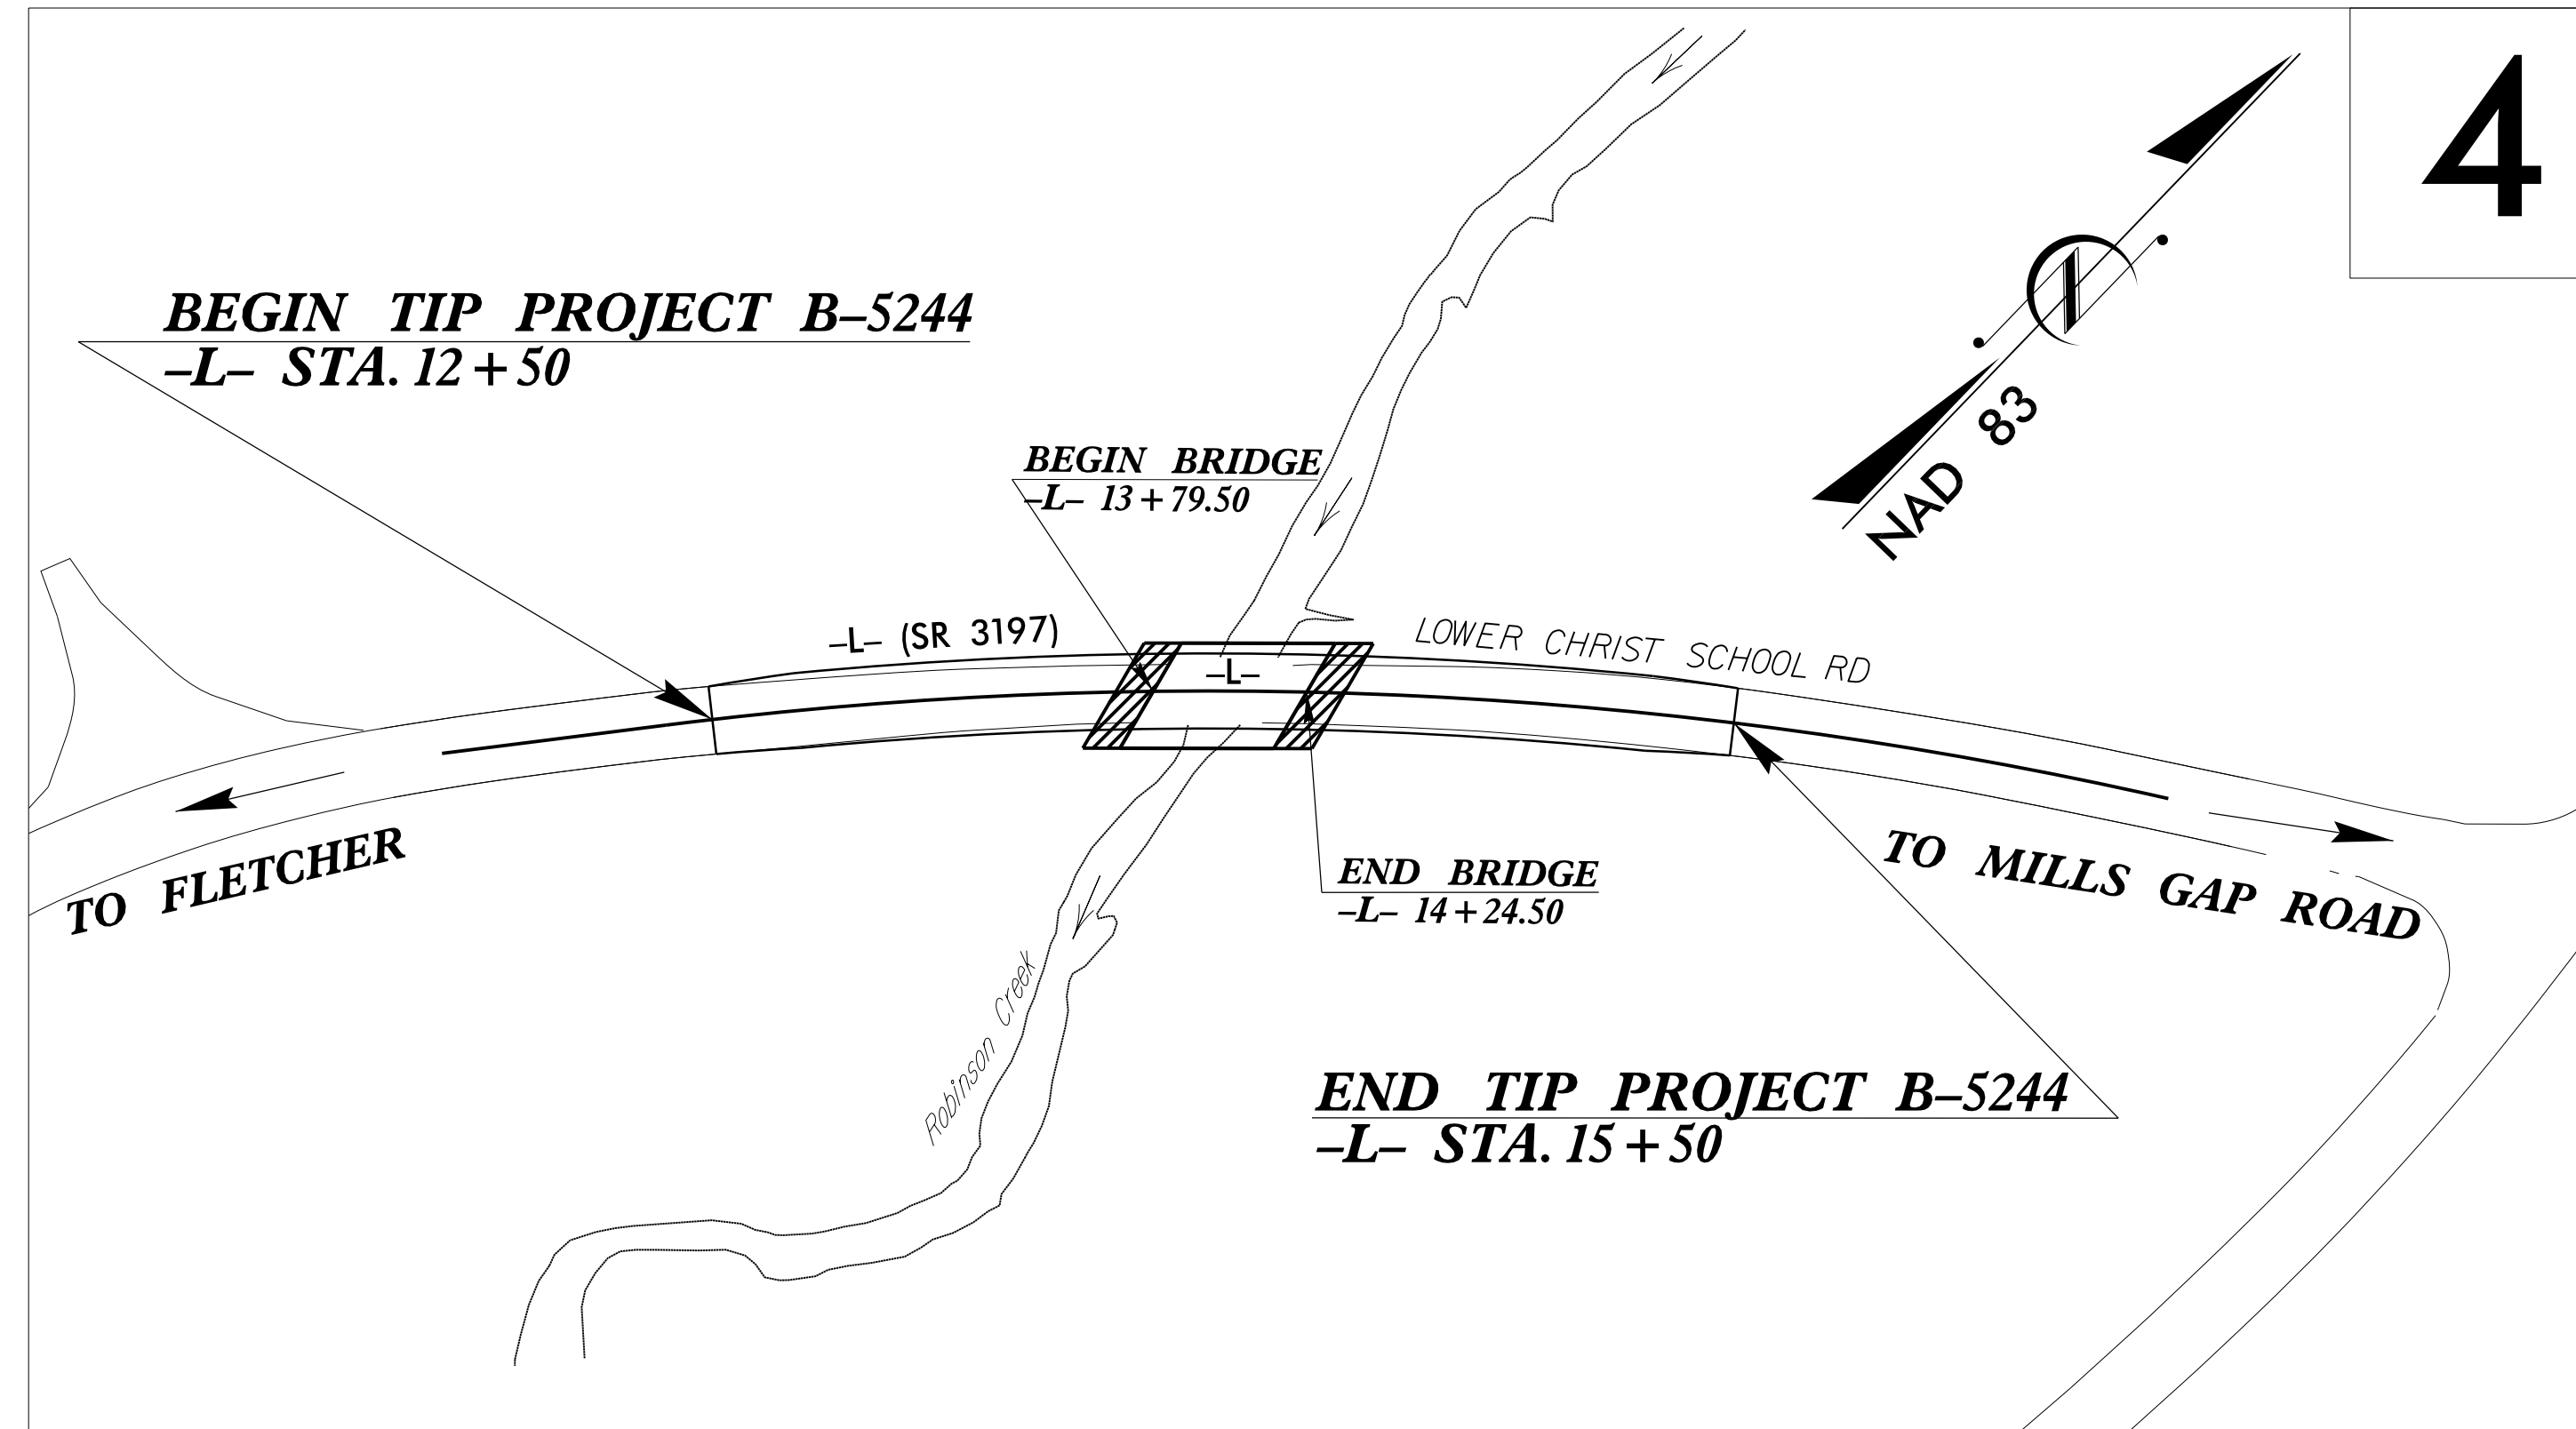 4
BEGIN TIP PROJECT B–5244
–L– STA. 12+50
NAD 83
BEGIN BRIDGE
–L– 13+79.50
–L– (SR 3197)
LOWER CHRIST SCHOOL RD
–L–
TO FLETCHER
TO MILLS GAP ROAD
END BRIDGE
–L– 14+24.50
Robinson Creek
END TIP PROJECT B–5244
–L– STA. 15+50